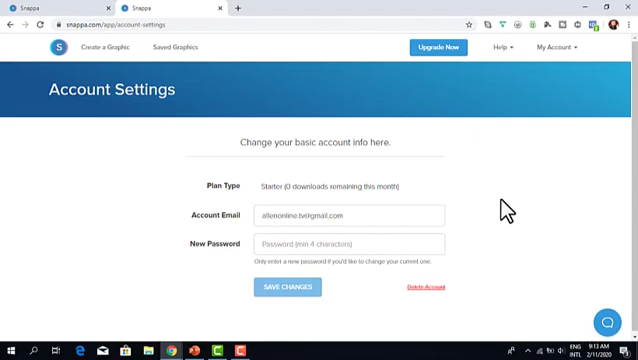 Snappa
Snappa
snappa.com/app/account-settings
S
Create a Graphic
Saved Graphics
Upgrade Now
Help
My Account
Account Settings
Change your basic account info here.
Plan Type
Starter (0 downloads remaining this month)
Account Email
allenonline.tv@gmail.com
New Password
Password (min 4 characters)
Only enter a new password if you'd like to change your current one.
SAVE CHANGES
Delete Account
ENG
INTL
9:13 AM
2/11/2020